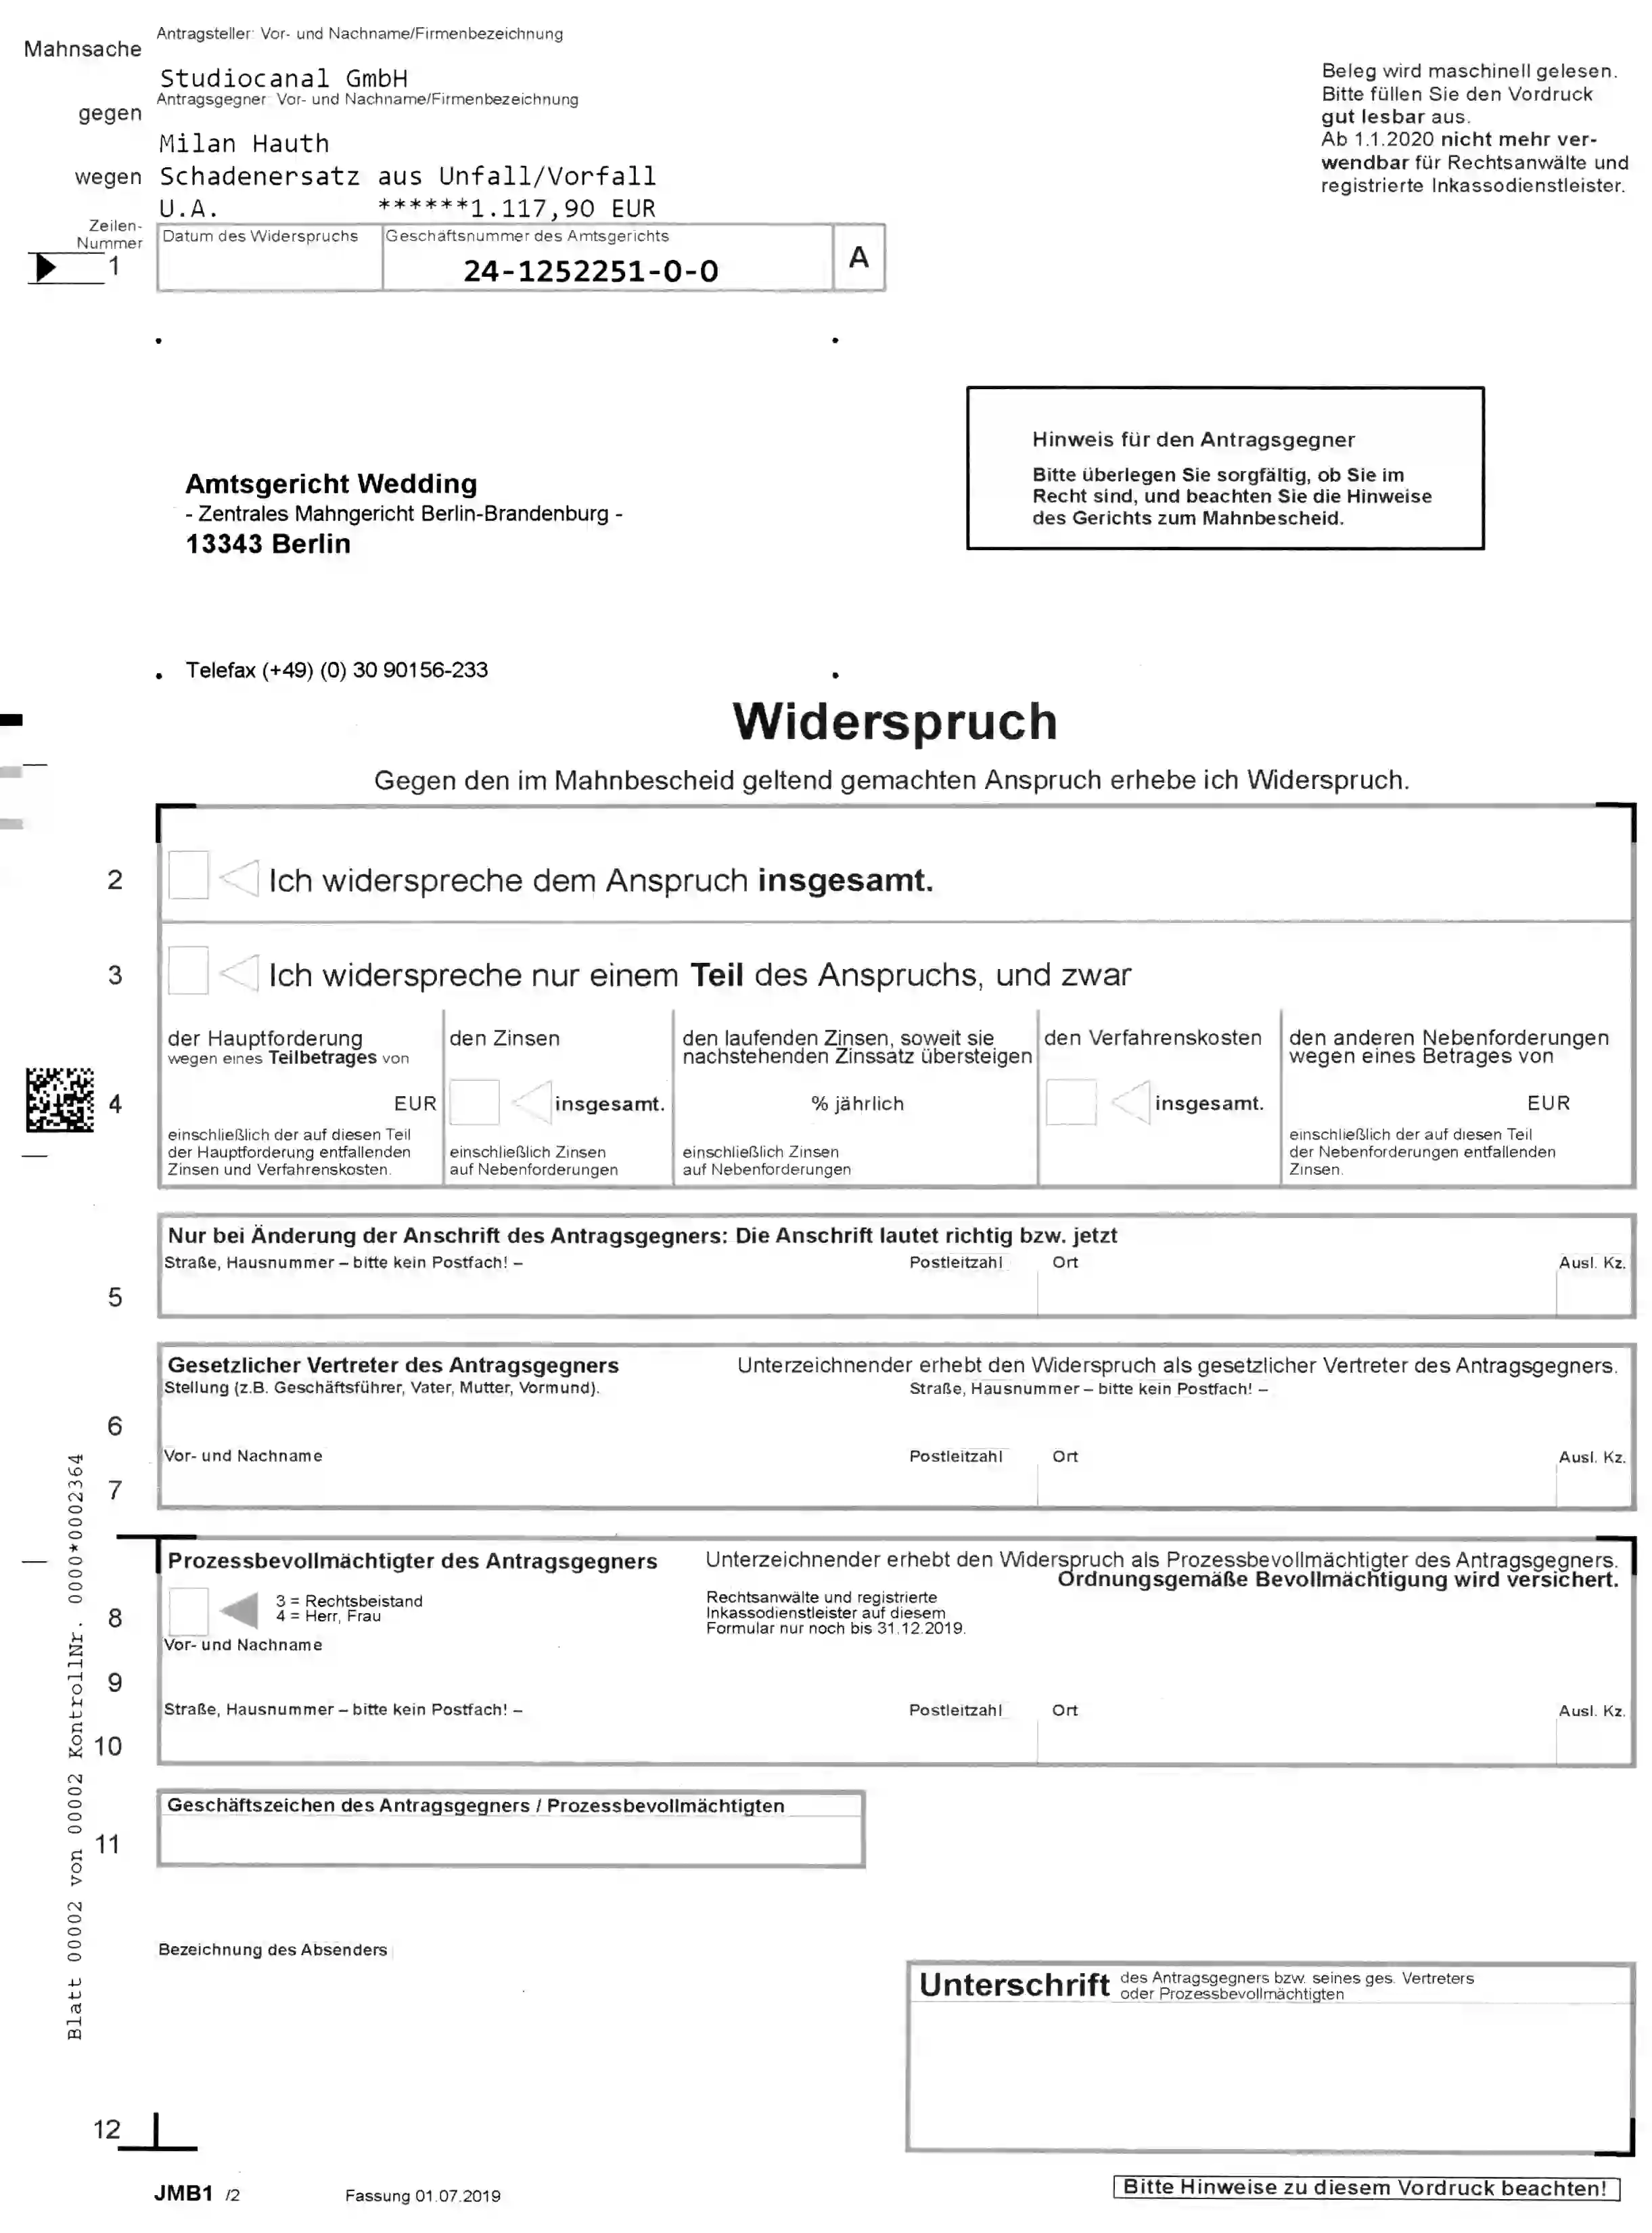 Mahnsache
Antragsteller: Vor- und Nachname/Firmenbezeichnung
Studiocanal GmbH
gegen
Antragsgegner: Vor- und Nachname/Firmenbezeichnung
Milan Hauth
wegen Schadenersatz aus Unfall/Vorfall
U.A. ******1.117,90 EUR
Beleg wird maschinell gelesen.
Bitte füllen Sie den Vordruck
gut lesbar aus.
Ab 1.1.2020 nicht mehr ver-
wendbar für Rechtsanwälte und
registrierte Inkassodienstleister.
Zeilen-
Nummer
1
Datum des Widerspruchs
Geschäftsnummer des Amtsgerichts
24-1252251-0-0
A
Hinweis für den Antragsgegner
Bitte überlegen Sie sorgfältig, ob Sie im
Recht sind, und beachten Sie die Hinweise
des Gerichts zum Mahnbescheid.
Amtsgericht Wedding
- Zentrales Mahngericht Berlin-Brandenburg -
13343 Berlin
Telefax (+49) (0) 30 90156-233
Widerspruch
Gegen den im Mahnbescheid geltend gemachten Anspruch erhebe ich Widerspruch.
2 Ich widerspreche dem Anspruch insgesamt.
3 Ich widerspreche nur einem Teil des Anspruchs, und zwar
4
der Hauptforderung
wegen eines Teilbetrages von
EUR
einschließlich der auf diesen Teil
der Hauptforderung entfallenden
Zinsen und Verfahrenskosten.
den Zinsen
insgesamt.
einschließlich Zinsen
auf Nebenforderungen
den laufenden Zinsen, soweit sie
nachstehenden Zinssatz übersteigen
% jährlich
einschließlich Zinsen
auf Nebenforderungen
den Verfahrenskosten
insgesamt.
den anderen Nebenforderungen
wegen eines Betrages von
EUR
einschließlich der auf diesen Teil
der Nebenforderungen entfallenden
Zinsen.
Nur bei Änderung der Anschrift des Antragsgegners: Die Anschrift lautet richtig bzw. jetzt
Straße, Hausnummer – bitte kein Postfach! – Postleitzahl Ort Ausl. Kz.
5
Gesetzlicher Vertreter des Antragsgegners Unterzeichnender erhebt den Widerspruch als gesetzlicher Vertreter des Antragsgegners.
Stellung (z.B. Geschäftsführer, Vater, Mutter, Vormund). Straße, Hausnummer – bitte kein Postfach! –
6
Vor- und Nachname Postleitzahl Ort Ausl. Kz.
7
Prozessbevollmächtigter des Antragsgegners Unterzeichnender erhebt den Widerspruch als Prozessbevollmächtigter des Antragsgegners.
Ordnungsgemäße Bevollmächtigung wird versichert.
8
3 = Rechtsbeistand
4 = Herr, Frau
Rechtsanwälte und registrierte
Inkassodienstleister auf diesem
Formular nur noch bis 31.12.2019.
Vor- und Nachname
9
Straße, Hausnummer – bitte kein Postfach! – Postleitzahl Ort Ausl. Kz.
10
Geschäftszeichen des Antragsgegners / Prozessbevollmächtigten
11
Bezeichnung des Absenders
Unterschrift des Antragsgegners bzw. seines ges. Vertreters
oder Prozessbevollmächtigten
12
Blatt 00002 von 00002 KontrollNr. 0000*0002364
JMB1 /2 Fassung 01.07.2019
Bitte Hinweise zu diesem Vordruck beachten!